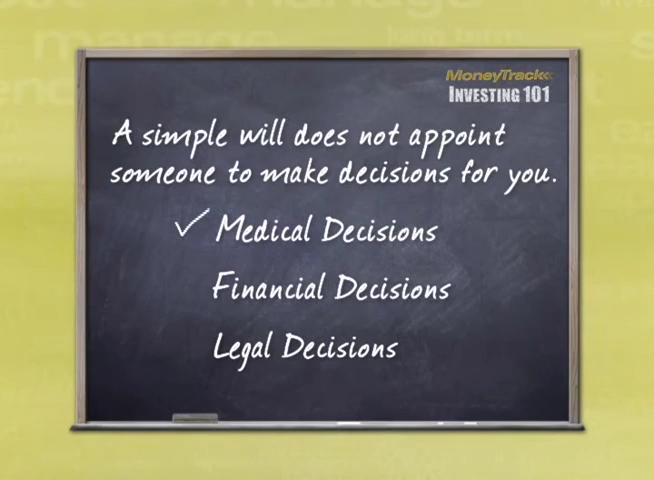 MoneyTrack
INVESTING 101
A simple will does not appoint
someone to make decisions for you.
✓ Medical Decisions
Financial Decisions
Legal Decisions